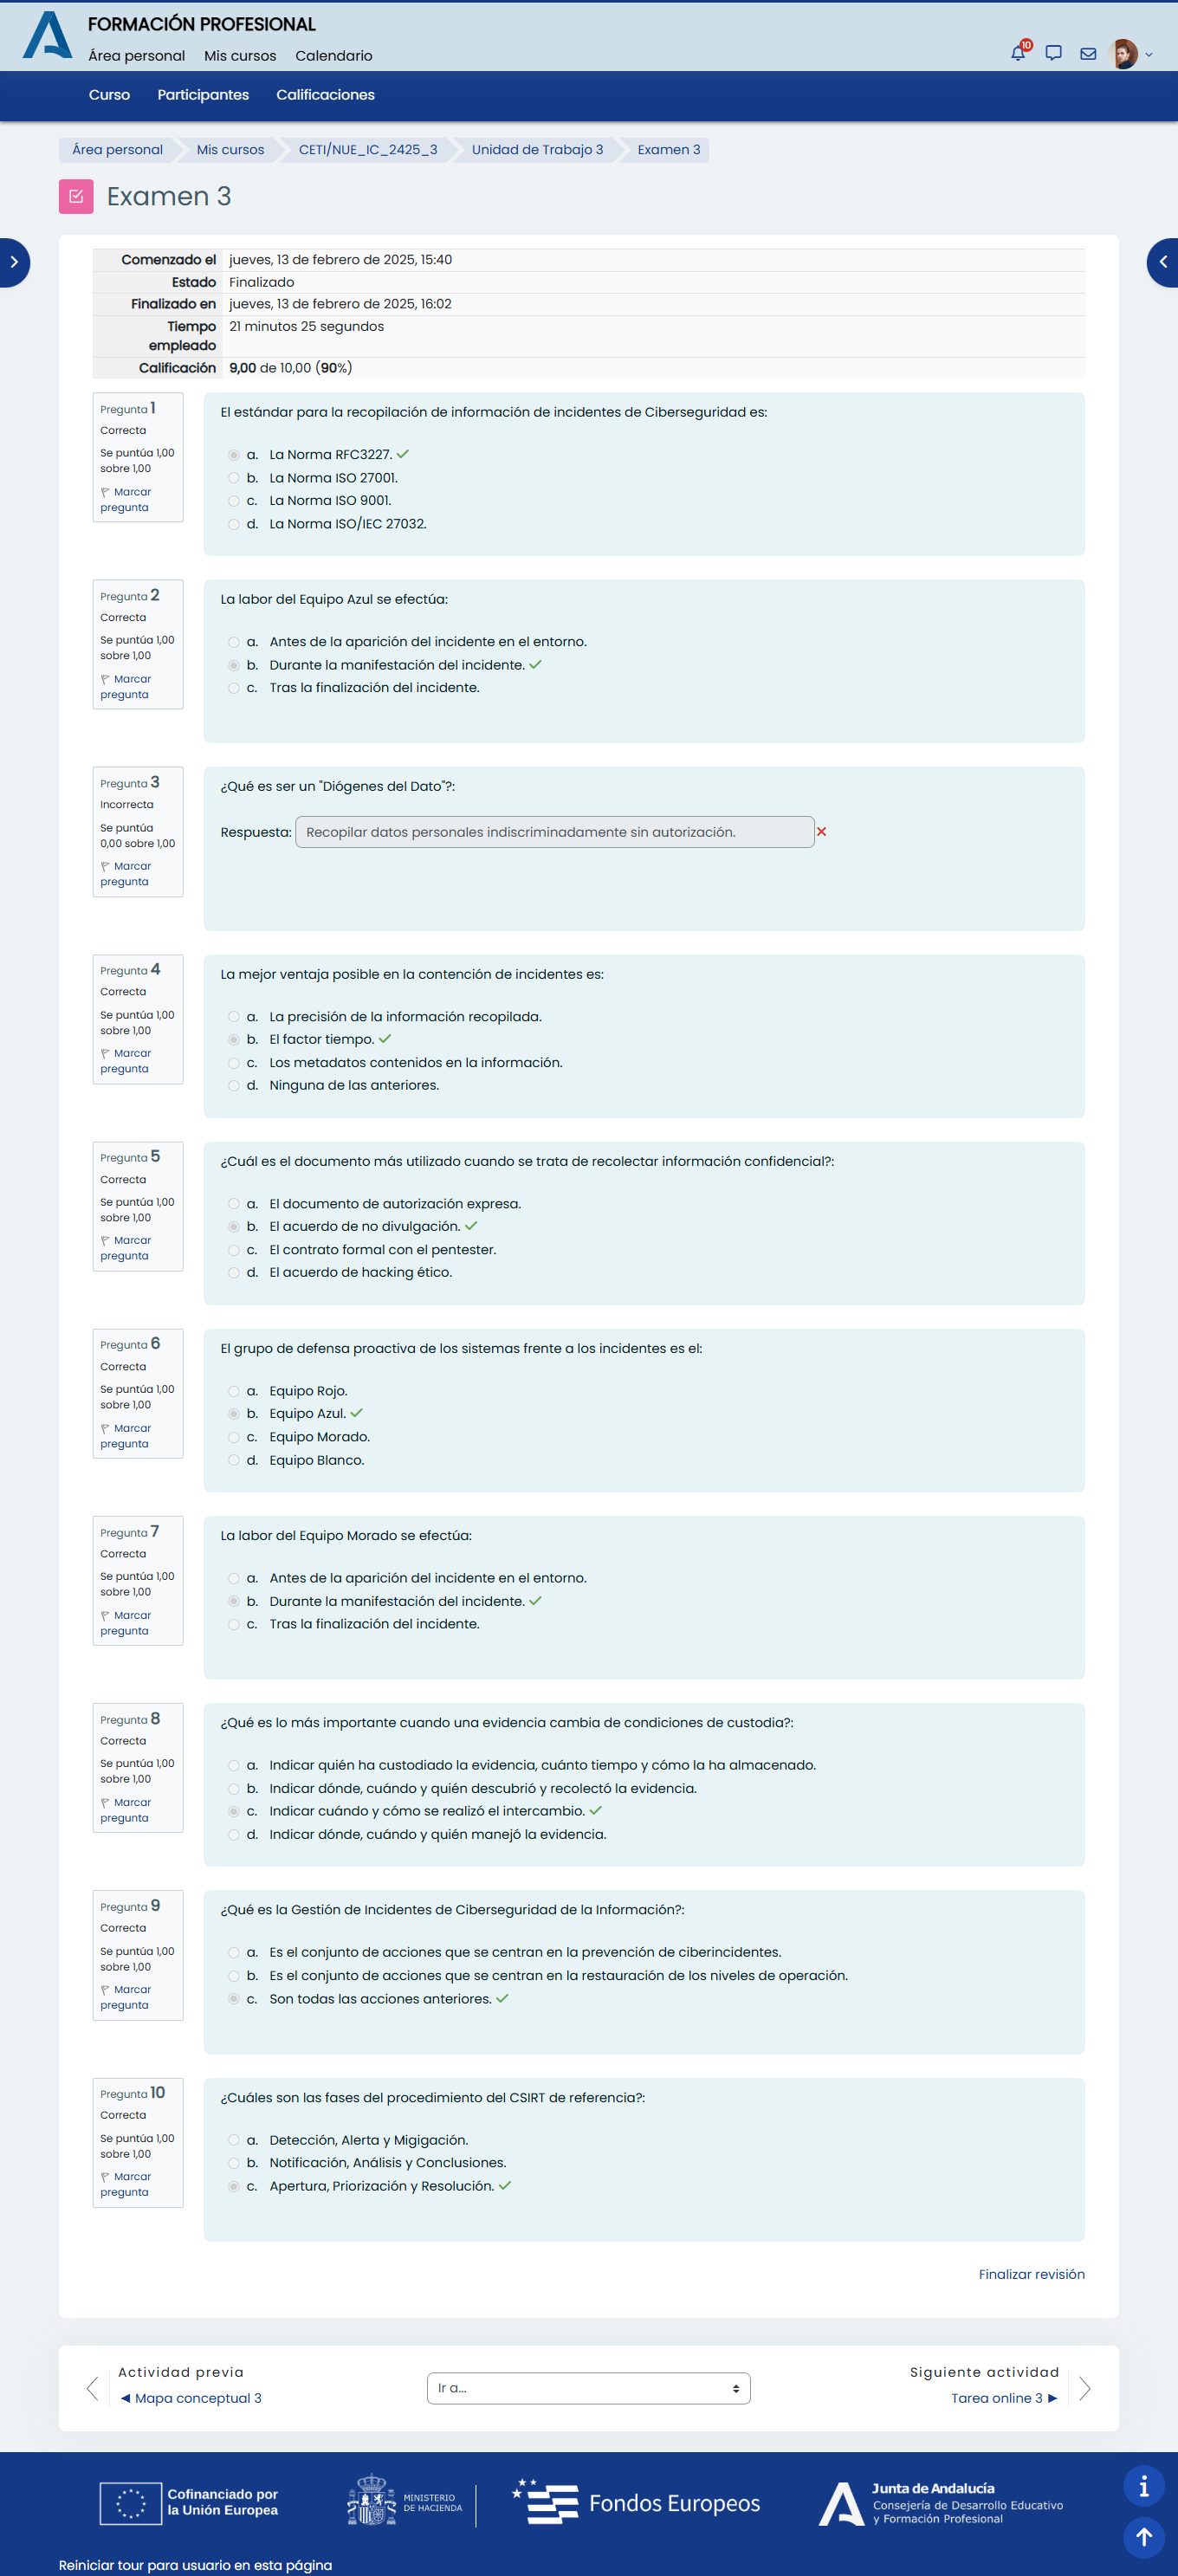 FORMACIÓN PROFESIONAL
Área personal Mis cursos Calendario
10
Curso Participantes Calificaciones
Área personal Mis cursos CETI/NUE_IC_2425_3 Unidad de Trabajo 3 Examen 3
Examen 3
Comenzado el jueves, 13 de febrero de 2025, 15:40
Estado Finalizado
Finalizado en jueves, 13 de febrero de 2025, 16:02
Tiempo empleado 21 minutos 25 segundos
Calificación 9,00 de 10,00 (90%)
Pregunta 1
Correcta
Se puntúa 1,00
sobre 1,00
Marcar
pregunta
El estándar para la recopilación de información de incidentes de Ciberseguridad es:
a. La Norma RFC3227.
b. La Norma ISO 27001.
c. La Norma ISO 9001.
d. La Norma ISO/IEC 27032.
Pregunta 2
Correcta
Se puntúa 1,00
sobre 1,00
Marcar
pregunta
La labor del Equipo Azul se efectúa:
a. Antes de la aparición del incidente en el entorno.
b. Durante la manifestación del incidente.
c. Tras la finalización del incidente.
Pregunta 3
Incorrecta
Se puntúa
0,00 sobre 1,00
Marcar
pregunta
¿Qué es ser un "Diógenes del Dato"?:
Respuesta: Recopilar datos personales indiscriminadamente sin autorización.
Pregunta 4
Correcta
Se puntúa 1,00
sobre 1,00
Marcar
pregunta
La mejor ventaja posible en la contención de incidentes es:
a. La precisión de la información recopilada.
b. El factor tiempo.
c. Los metadatos contenidos en la información.
d. Ninguna de las anteriores.
Pregunta 5
Correcta
Se puntúa 1,00
sobre 1,00
Marcar
pregunta
¿Cuál es el documento más utilizado cuando se trata de recolectar información confidencial?:
a. El documento de autorización expresa.
b. El acuerdo de no divulgación.
c. El contrato formal con el pentester.
d. El acuerdo de hacking ético.
Pregunta 6
Correcta
Se puntúa 1,00
sobre 1,00
Marcar
pregunta
El grupo de defensa proactiva de los sistemas frente a los incidentes es el:
a. Equipo Rojo.
b. Equipo Azul.
c. Equipo Morado.
d. Equipo Blanco.
Pregunta 7
Correcta
Se puntúa 1,00
sobre 1,00
Marcar
pregunta
La labor del Equipo Morado se efectúa:
a. Antes de la aparición del incidente en el entorno.
b. Durante la manifestación del incidente.
c. Tras la finalización del incidente.
Pregunta 8
Correcta
Se puntúa 1,00
sobre 1,00
Marcar
pregunta
¿Qué es lo más importante cuando una evidencia cambia de condiciones de custodia?:
a. Indicar quién ha custodiado la evidencia, cuánto tiempo y cómo la ha almacenado.
b. Indicar dónde, cuándo y quién descubrió y recolectó la evidencia.
c. Indicar cuándo y cómo se realizó el intercambio.
d. Indicar dónde, cuándo y quién manejó la evidencia.
Pregunta 9
Correcta
Se puntúa 1,00
sobre 1,00
Marcar
pregunta
¿Qué es la Gestión de Incidentes de Ciberseguridad de la Información?:
a. Es el conjunto de acciones que se centran en la prevención de ciberincidentes.
b. Es el conjunto de acciones que se centran en la restauración de los niveles de operación.
c. Son todas las acciones anteriores.
Pregunta 10
Correcta
Se puntúa 1,00
sobre 1,00
Marcar
pregunta
¿Cuáles son las fases del procedimiento del CSIRT de referencia?:
a. Detección, Alerta y Migigación.
b. Notificación, Análisis y Conclusiones.
c. Apertura, Priorización y Resolución.
Finalizar revisión
Actividad previa
◄ Mapa conceptual 3
Ir a...
Siguiente actividad
Tarea online 3 ►
Cofinanciado por
la Unión Europea
MINISTERIO
DE HACIENDA
Fondos Europeos
Junta de Andalucía
Consejería de Desarrollo Educativo
y Formación Profesional
Reiniciar tour para usuario en esta página